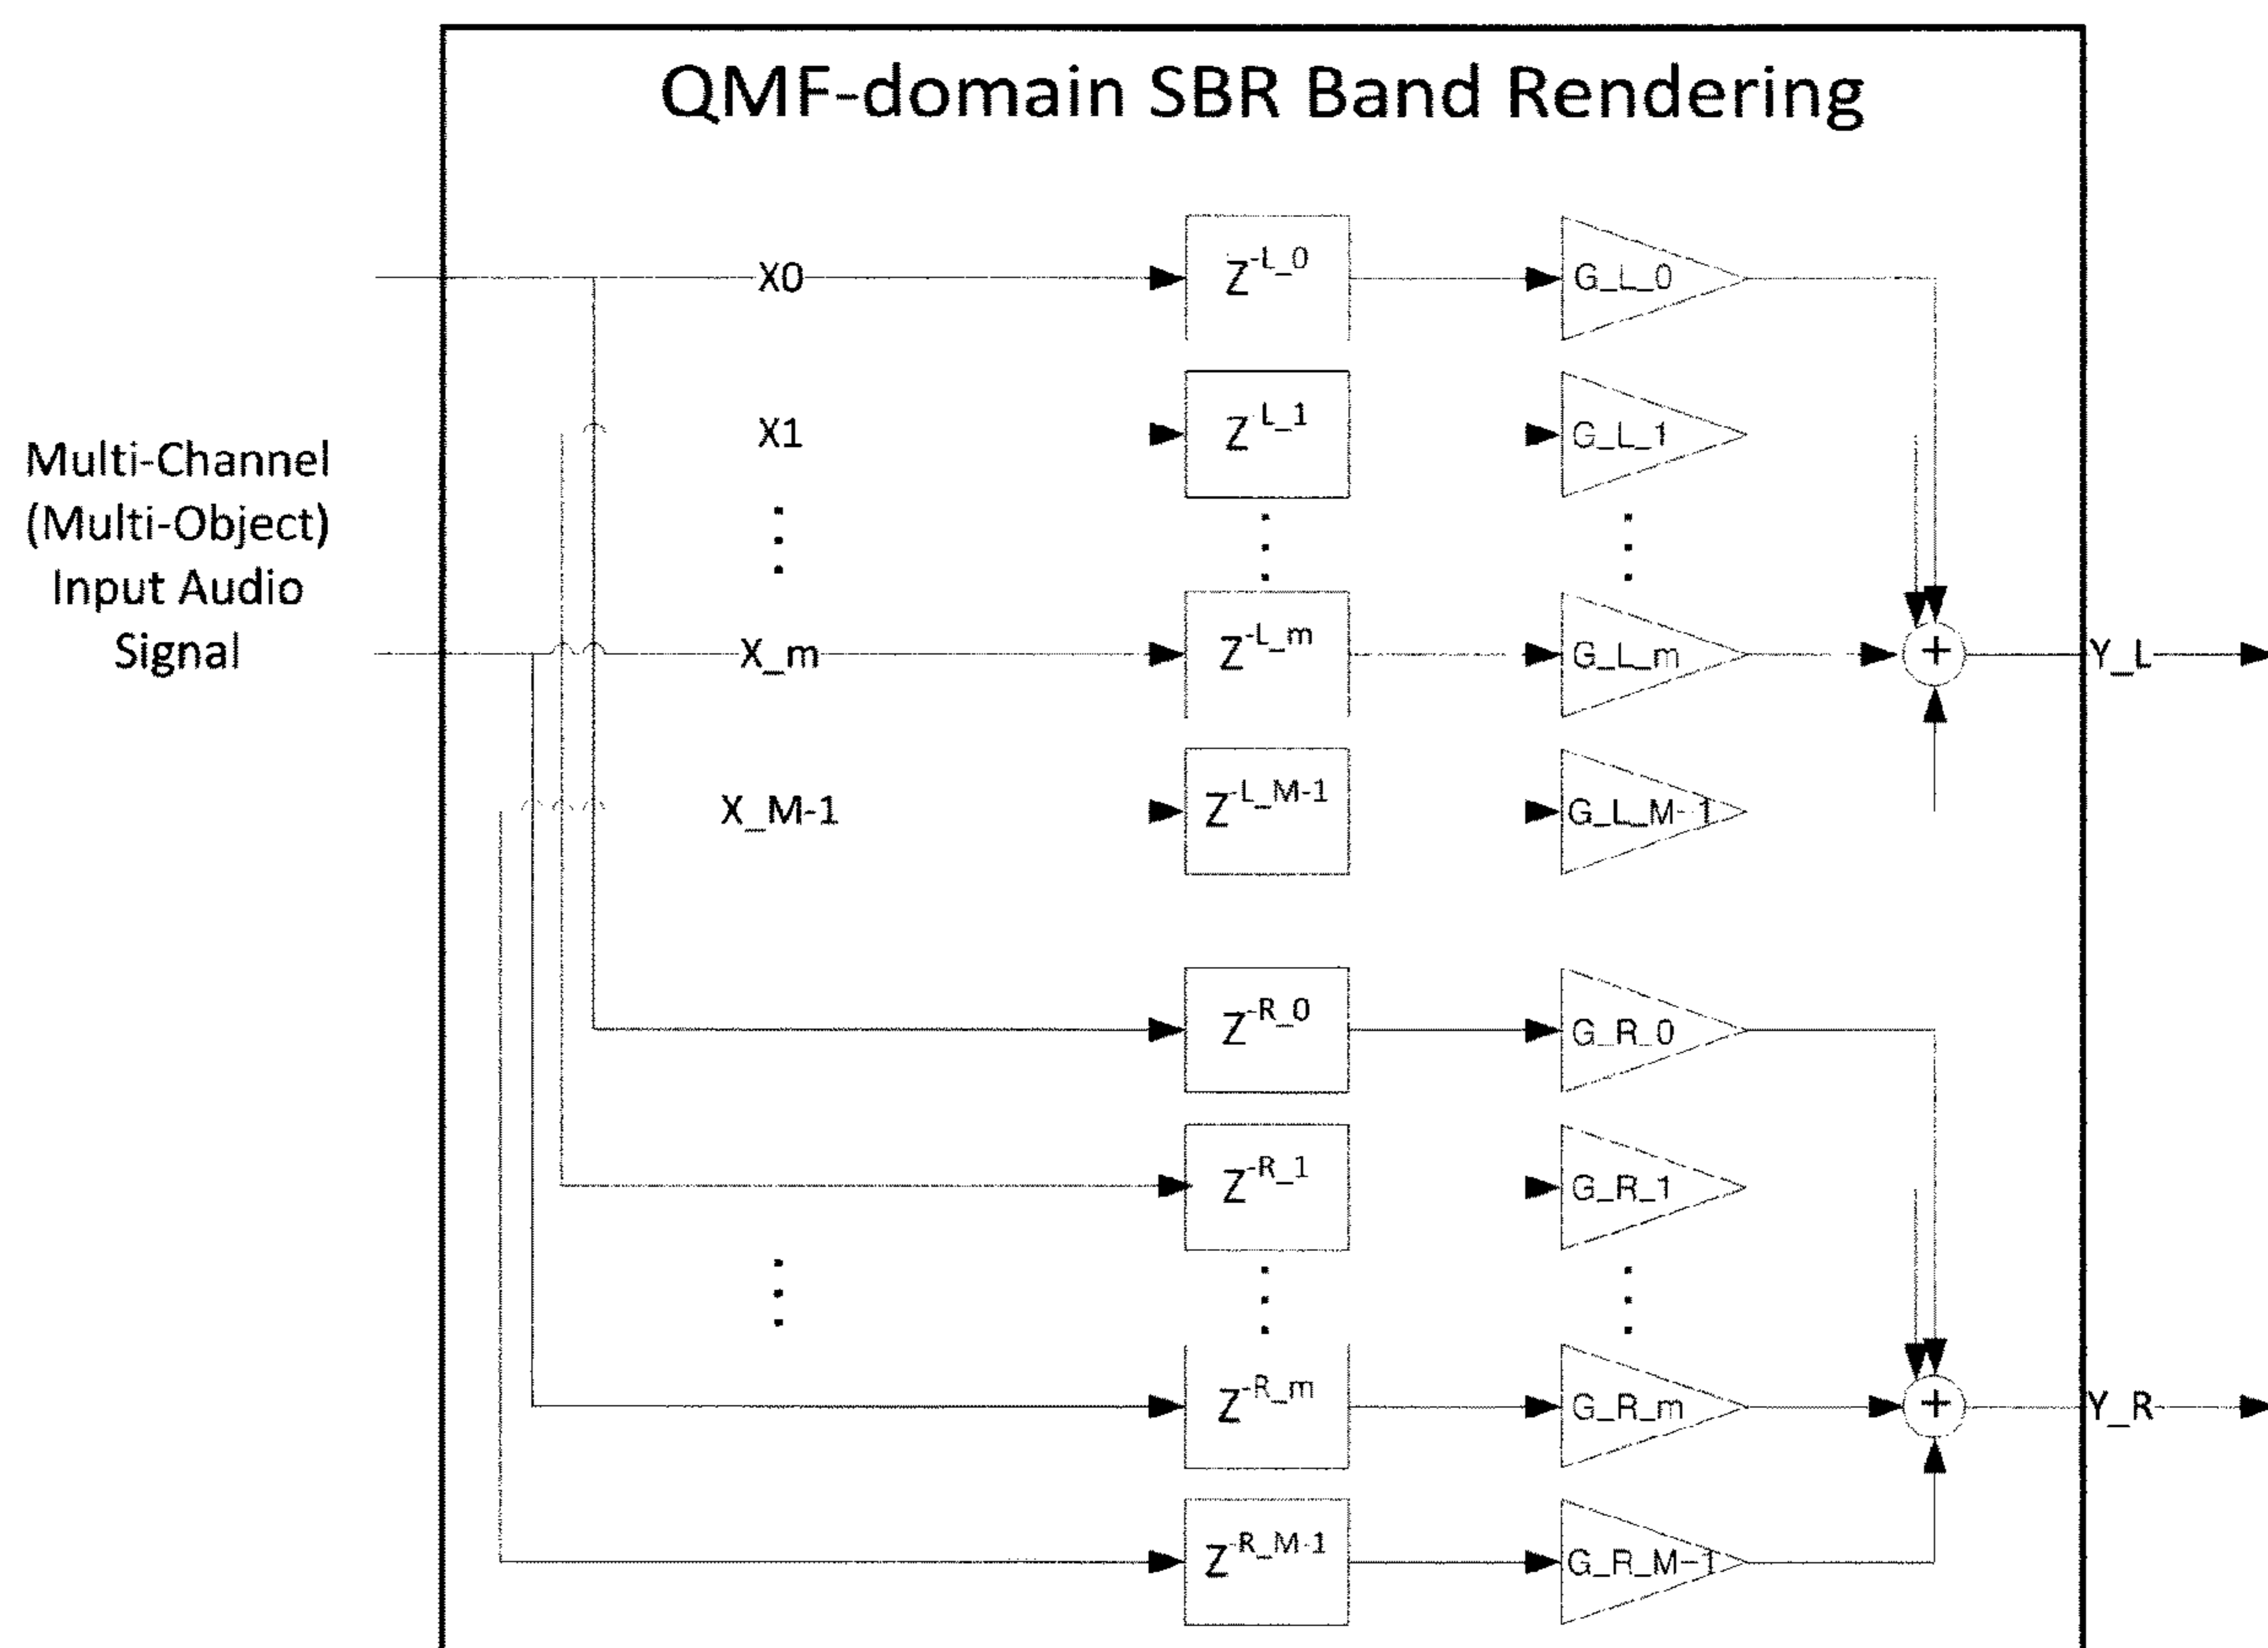 QMF-domain SBR Band Rendering
Multi-Channel
(Multi-Object)
Input Audio
Signal
X0
Z-L_0
G_L_0
X1
Z-L_1
G_L_1
X_m
Z-L_m
G_L_m
+
Y_L
X_M-1
Z-L_M-1
G_L_M-1
Z-R_0
G_R_0
Z-R_1
G_R_1
Z-R_m
G_R_m
+
Y_R
Z-R_M-1
G_R_M-1